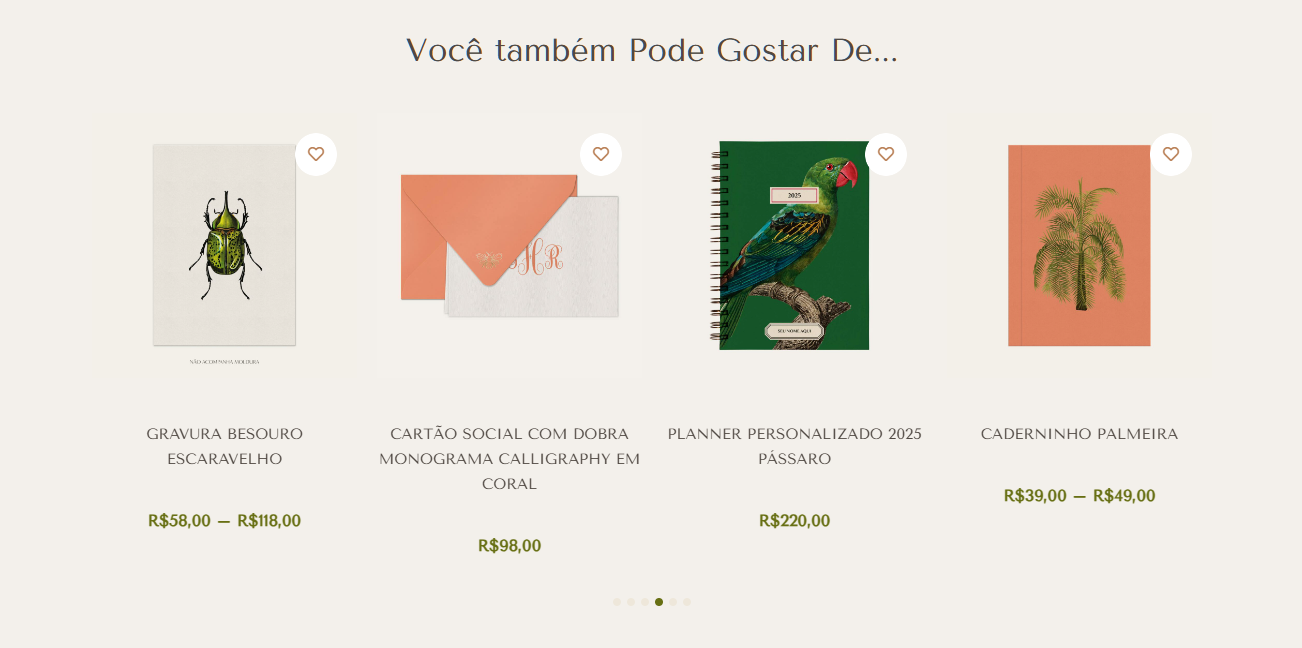 Você também Pode Gostar De...
NÃO ACOMPANHA MOLDURA
HR
2025
SEU NOME AQUI
GRAVURA BESOURO
ESCARAVELHO
R$58,00 – R$118,00
CARTÃO SOCIAL COM DOBRA
MONOGRAMA CALLIGRAPHY EM
CORAL
R$98,00
PLANNER PERSONALIZADO 2025
PÁSSARO
R$220,00
CADERNINHO PALMEIRA
R$39,00 – R$49,00